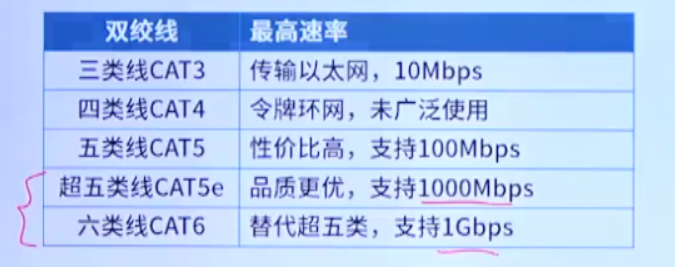 双绞线 最高速率
三类线CAT3 传输以太网，10Mbps
四类线CAT4 令牌环网，未广泛使用
五类线CAT5 性价比高，支持100Mbps
超五类线CAT5e 品质更优，支持1000Mbps
六类线CAT6 替代超五类，支持1Gbps